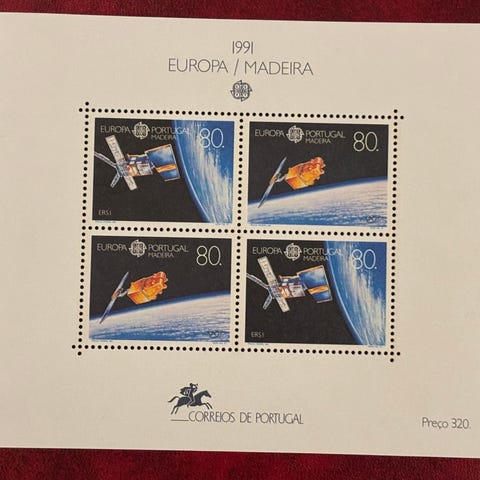 1991
EUROPA / MADEIRA
EUROPA PORTUGAL 80.
MADEIRA
ERS1
EUROPA PORTUGAL 80.
MADEIRA
EUROPA PORTUGAL 80.
MADEIRA
EUROPA PORTUGAL 80.
MADEIRA
ERS1
CORREIOS DE PORTUGAL
Preço 320.